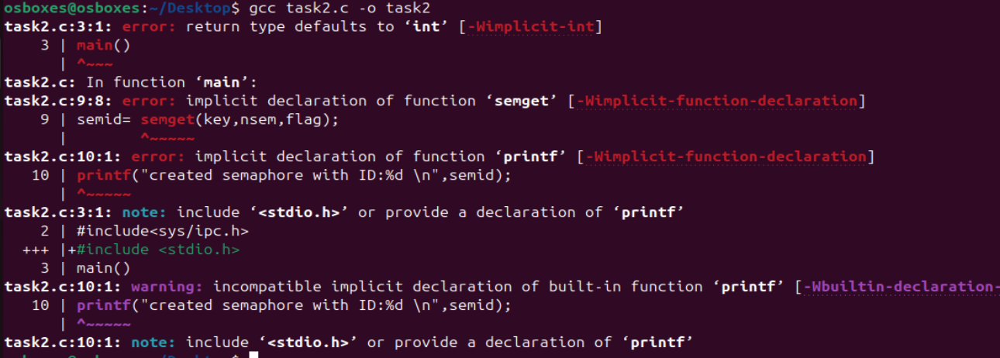 osboxes@osboxes:~/Desktop$ gcc task2.c -o task2
task2.c:3:1: error: return type defaults to ‘int’ [-Wimplicit-int]
    3 | main()
      | ^~~~
task2.c: In function ‘main’:
task2.c:9:8: error: implicit declaration of function ‘semget’ [-Wimplicit-function-declaration]
    9 | semid= semget(key,nsem,flag);
      |        ^~~~~~
task2.c:10:1: error: implicit declaration of function ‘printf’ [-Wimplicit-function-declaration]
   10 | printf("created semaphore with ID:%d \n",semid);
      | ^~~~~~
task2.c:3:1: note: include ‘<stdio.h>’ or provide a declaration of ‘printf’
    2 | #include<sys/ipc.h>
  +++ |+#include <stdio.h>
    3 | main()
task2.c:10:1: warning: incompatible implicit declaration of built-in function ‘printf’ [-Wbuiltin-declaration-
   10 | printf("created semaphore with ID:%d \n",semid);
      | ^~~~~~
task2.c:10:1: note: include ‘<stdio.h>’ or provide a declaration of ‘printf’